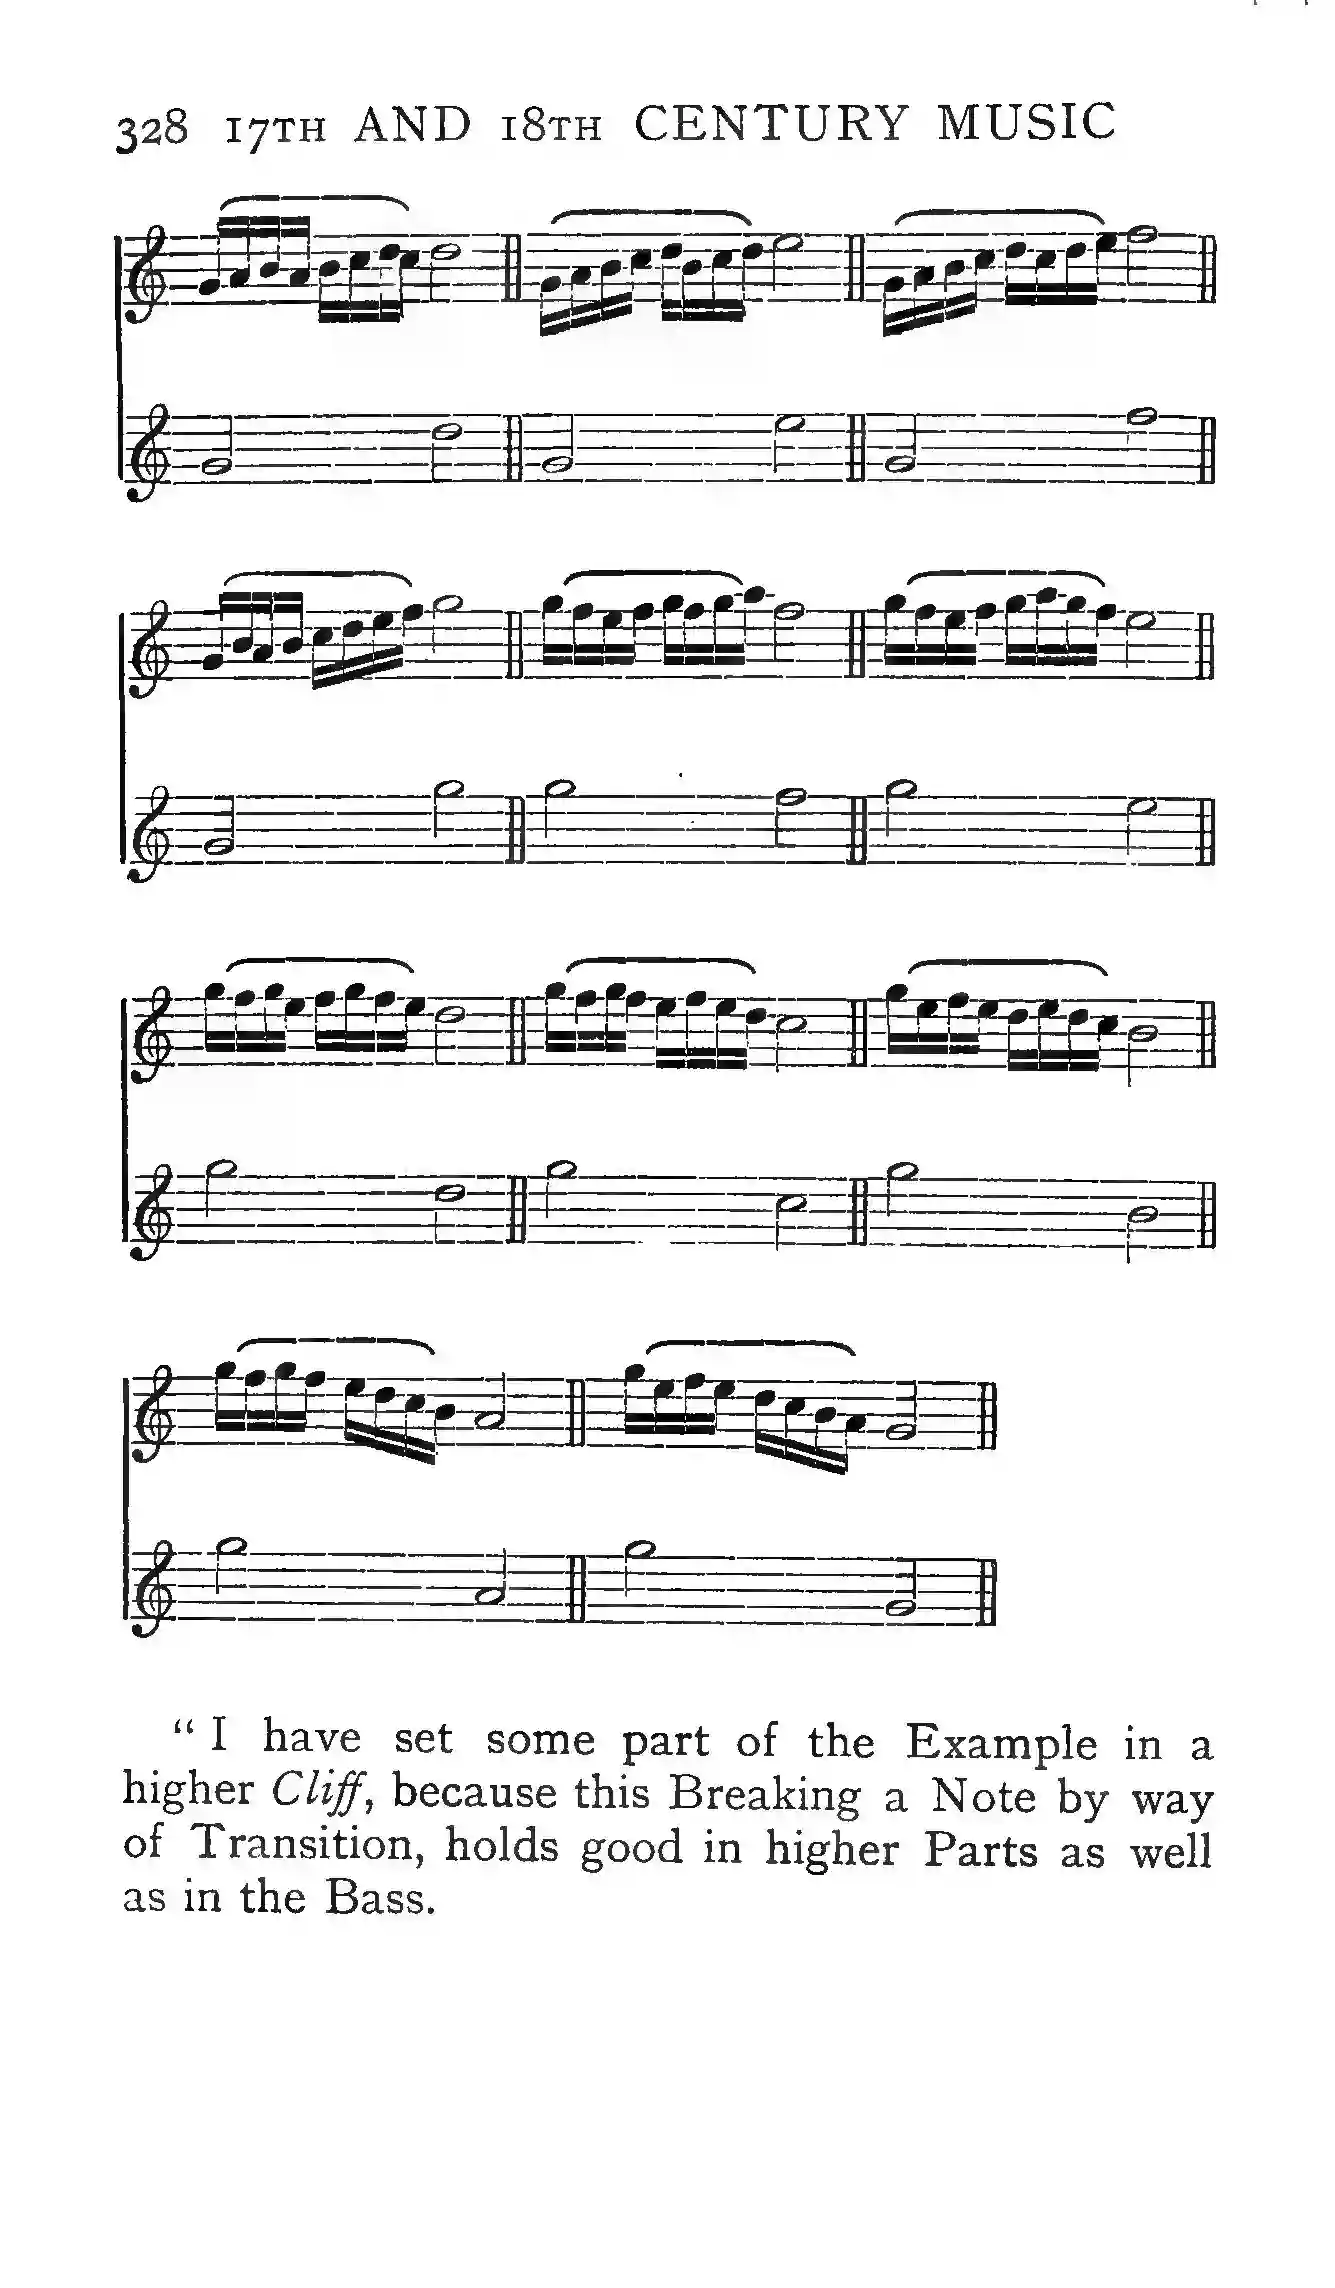 328 17TH AND 18TH CENTURY MUSIC
“ I have set some part of the Example in a
higher Cliff, because this Breaking a Note by way
of Transition, holds good in higher Parts as well
as in the Bass.